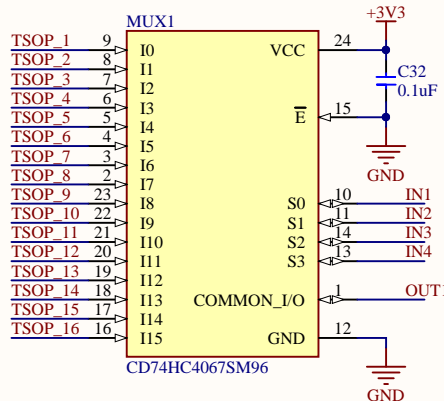 MUX1
+3V3
TSOP_1 9 I0 VCC 24
TSOP_2 8 I1
TSOP_3 7 I2 C32
TSOP_4 6 I3 0.1uF
TSOP_5 5 I4 E 15
TSOP_6 4 I5
TSOP_7 3 I6 GND
TSOP_8 2 I7
TSOP_9 23 I8 S0 10 IN1
TSOP_10 22 I9 S1 11 IN2
TSOP_11 21 I10 S2 14 IN3
TSOP_12 20 I11 S3 13 IN4
TSOP_13 19 I12
TSOP_14 18 I13 COMMON_I/O 1 OUT1
TSOP_15 17 I14
TSOP_16 16 I15 GND 12
CD74HC4067SM96
GND